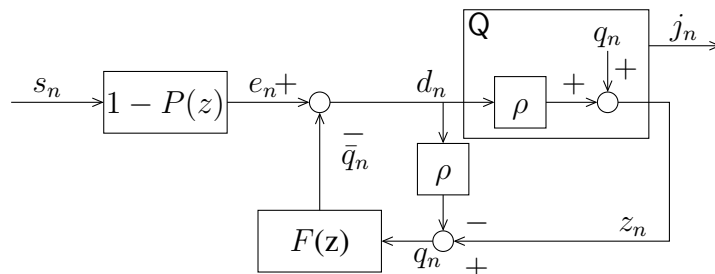 Q
q_n
j_n
+
s_n
1 − P(z)
e_n
+
d_n
ρ
+
−
q̄_n
ρ
F(z)
q_n
−
+
z_n